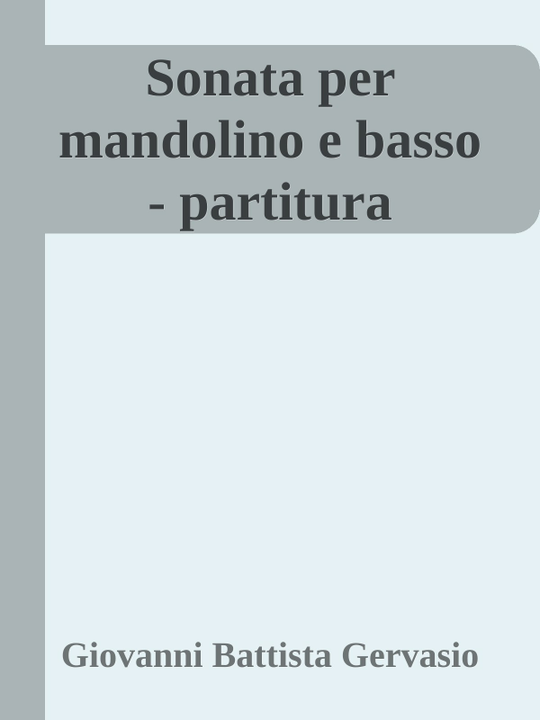 Sonata per
mandolino e basso
- partitura
Giovanni Battista Gervasio